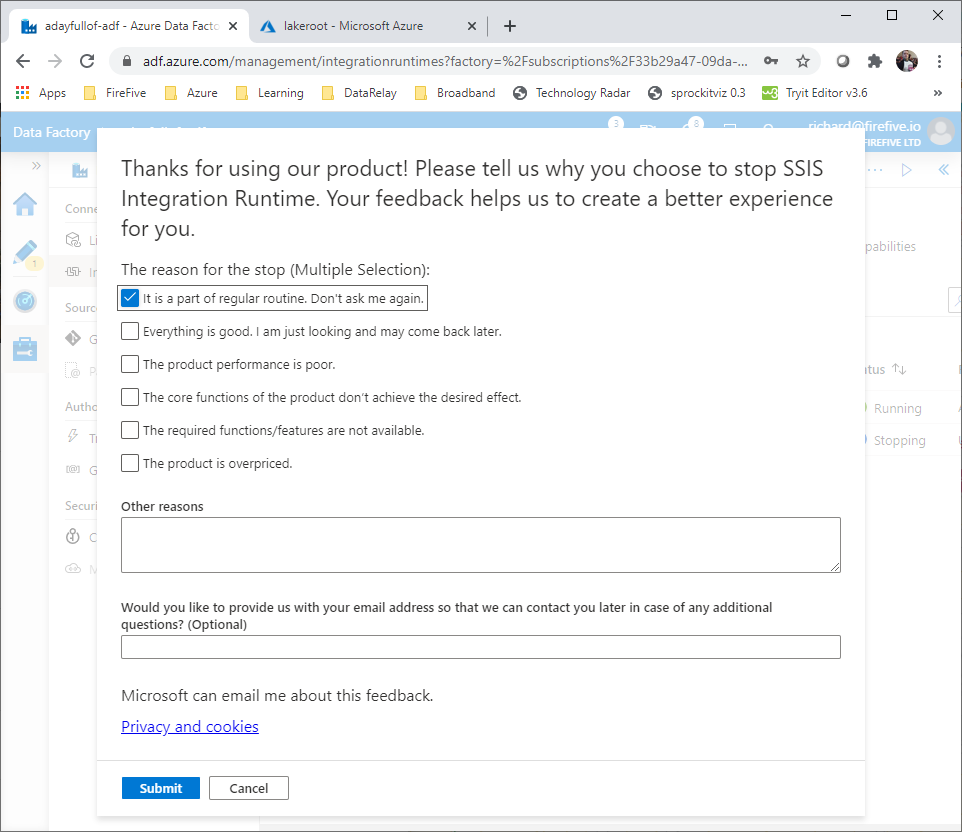 adayfullof-adf - Azure Data Facto
lakeroot - Microsoft Azure
adf.azure.com/management/integrationruntimes?factory=%2Fsubscriptions%2F33b29a47-09da-...
Apps FireFive Azure Learning DataRelay Broadband Technology Radar sprockitviz 0.3 Tryit Editor v3.6
Data Factory
3
8
richard@firefive.io
FIREFIVE LTD
Thanks for using our product! Please tell us why you choose to stop SSIS
Integration Runtime. Your feedback helps us to create a better experience
for you.
The reason for the stop (Multiple Selection):
It is a part of regular routine. Don't ask me again.
Everything is good. I am just looking and may come back later.
The product performance is poor.
The core functions of the product don't achieve the desired effect.
The required functions/features are not available.
The product is overpriced.
Other reasons
Would you like to provide us with your email address so that we can contact you later in case of any additional
questions? (Optional)
Microsoft can email me about this feedback.
Privacy and cookies
Submit Cancel
1
Conne
Li
In
Sourc
G
P
Autho
Tr
G
Securi
C
M
pabilities
tus
Running
Stopping